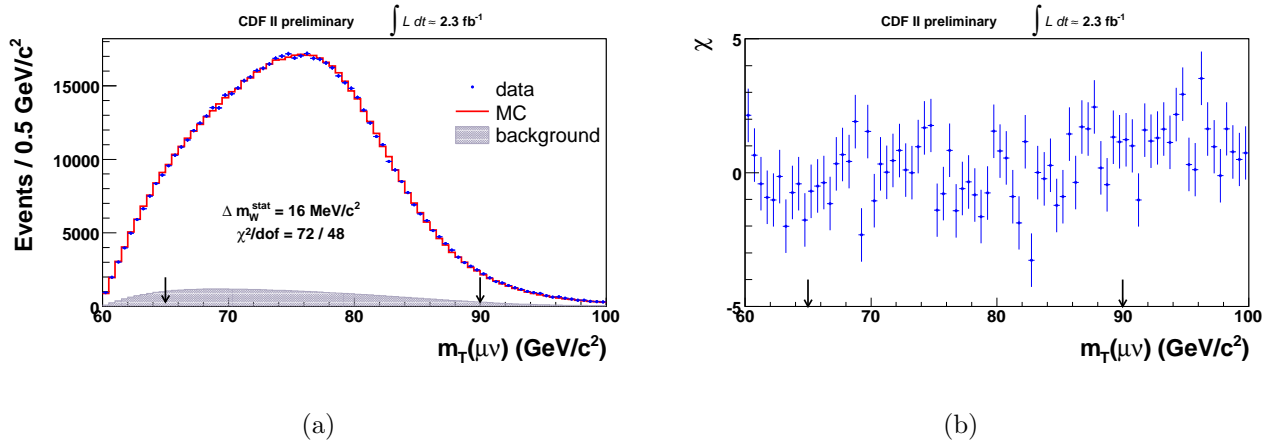 CDF II preliminary
∫ L dt ≈ 2.3 fb⁻¹
Events / 0.5 GeV/c²
15000
10000
5000
0
data
MC
background
Δ m_W^stat = 16 MeV/c²
χ²/dof = 72 / 48
60 70 80 90 100
m_T(μν) (GeV/c²)
(a)
CDF II preliminary
∫ L dt ≈ 2.3 fb⁻¹
χ
5
0
-5
60 70 80 90 100
m_T(μν) (GeV/c²)
(b)